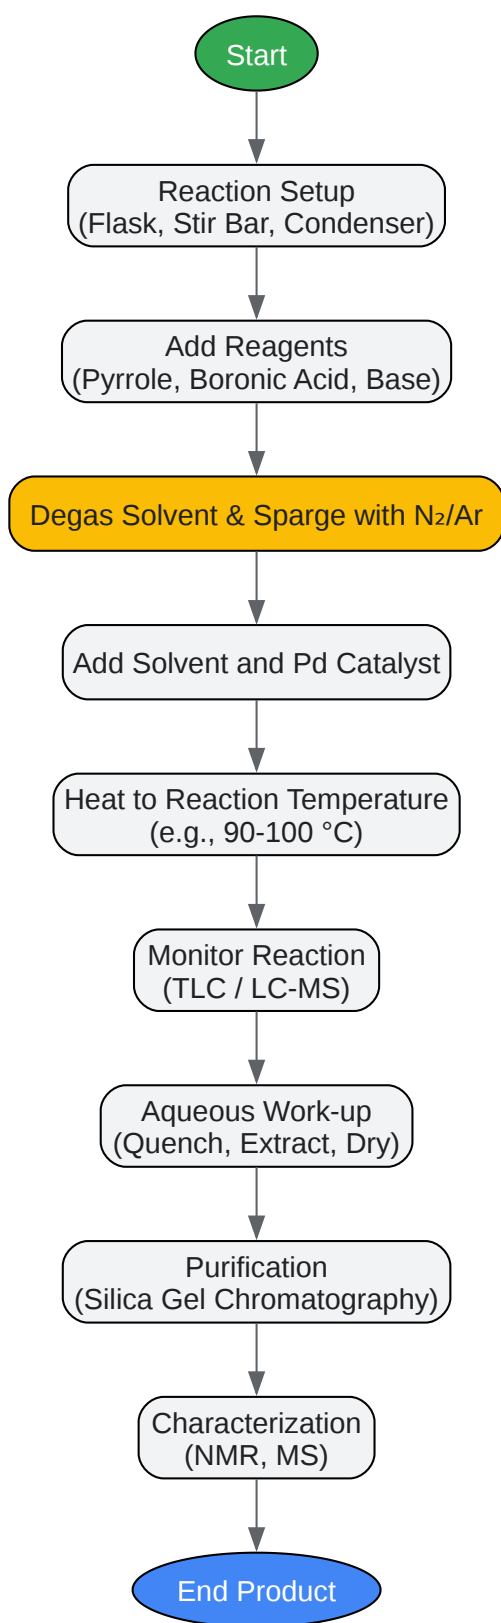 Start
Reaction Setup
(Flask, Stir Bar, Condenser)
Add Reagents
(Pyrrole, Boronic Acid, Base)
Degas Solvent & Sparge with N₂/Ar
Add Solvent and Pd Catalyst
Heat to Reaction Temperature
(e.g., 90-100 °C)
Monitor Reaction
(TLC / LC-MS)
Aqueous Work-up
(Quench, Extract, Dry)
Purification
(Silica Gel Chromatography)
Characterization
(NMR, MS)
End Product